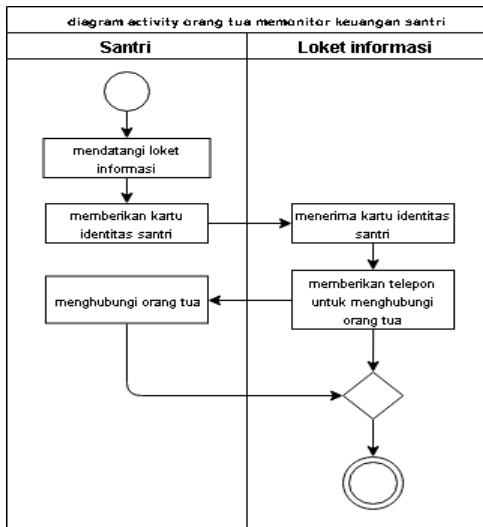 diagram activity orang tua memonitor keuangan santri
Santri
Loket informasi
mendatangi loket
informasi
memberikan kartu
identitas santri
menerima kartu identitas
santri
memberikan telepon
untuk menghubungi
orang tua
menghubungi orang tua